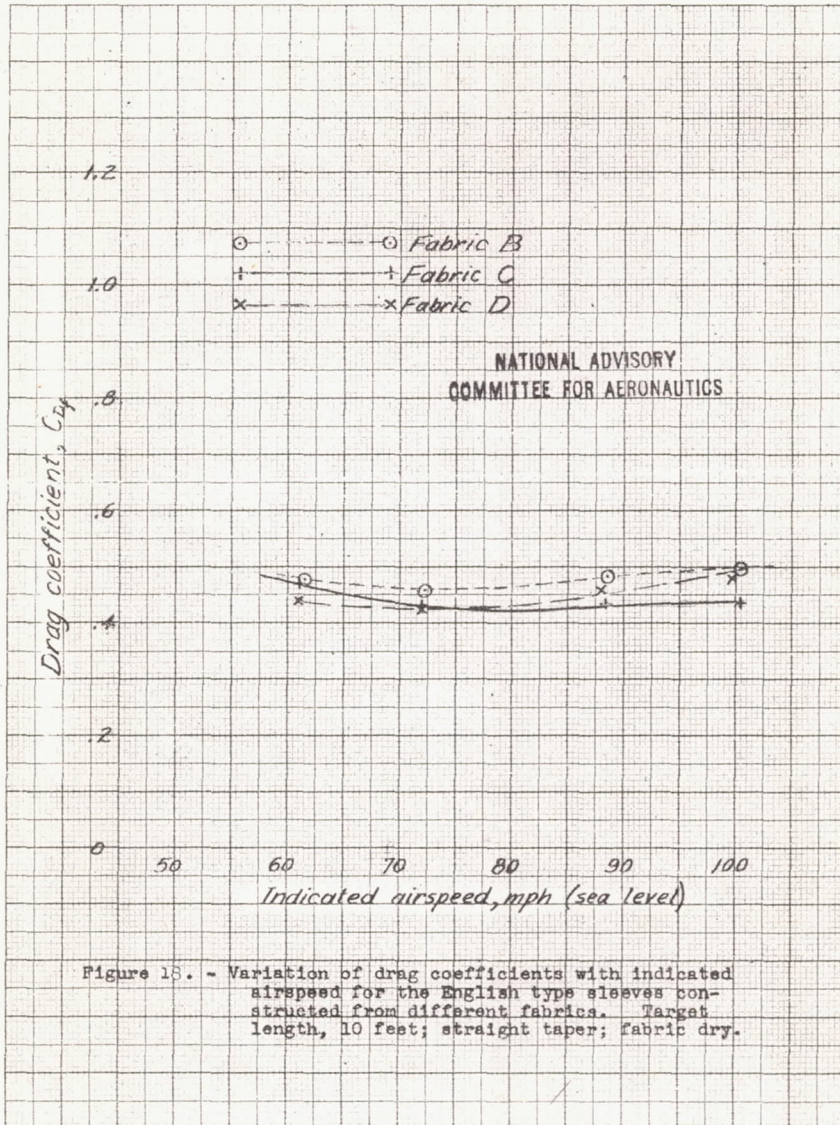 1.2
Fabric B
Fabric C
1.0
Fabric D
NATIONAL ADVISORY
COMMITTEE FOR AERONAUTICS
.8
Drag coefficient, CDf
.6
.4
.2
0
50 60 70 80 90 100
Indicated airspeed, mph (sea level)
Figure 18. - Variation of drag coefficients with indicated
airspeed for the English type sleeves con-
structed from different fabrics. Target
length, 10 feet; straight taper; fabric dry.